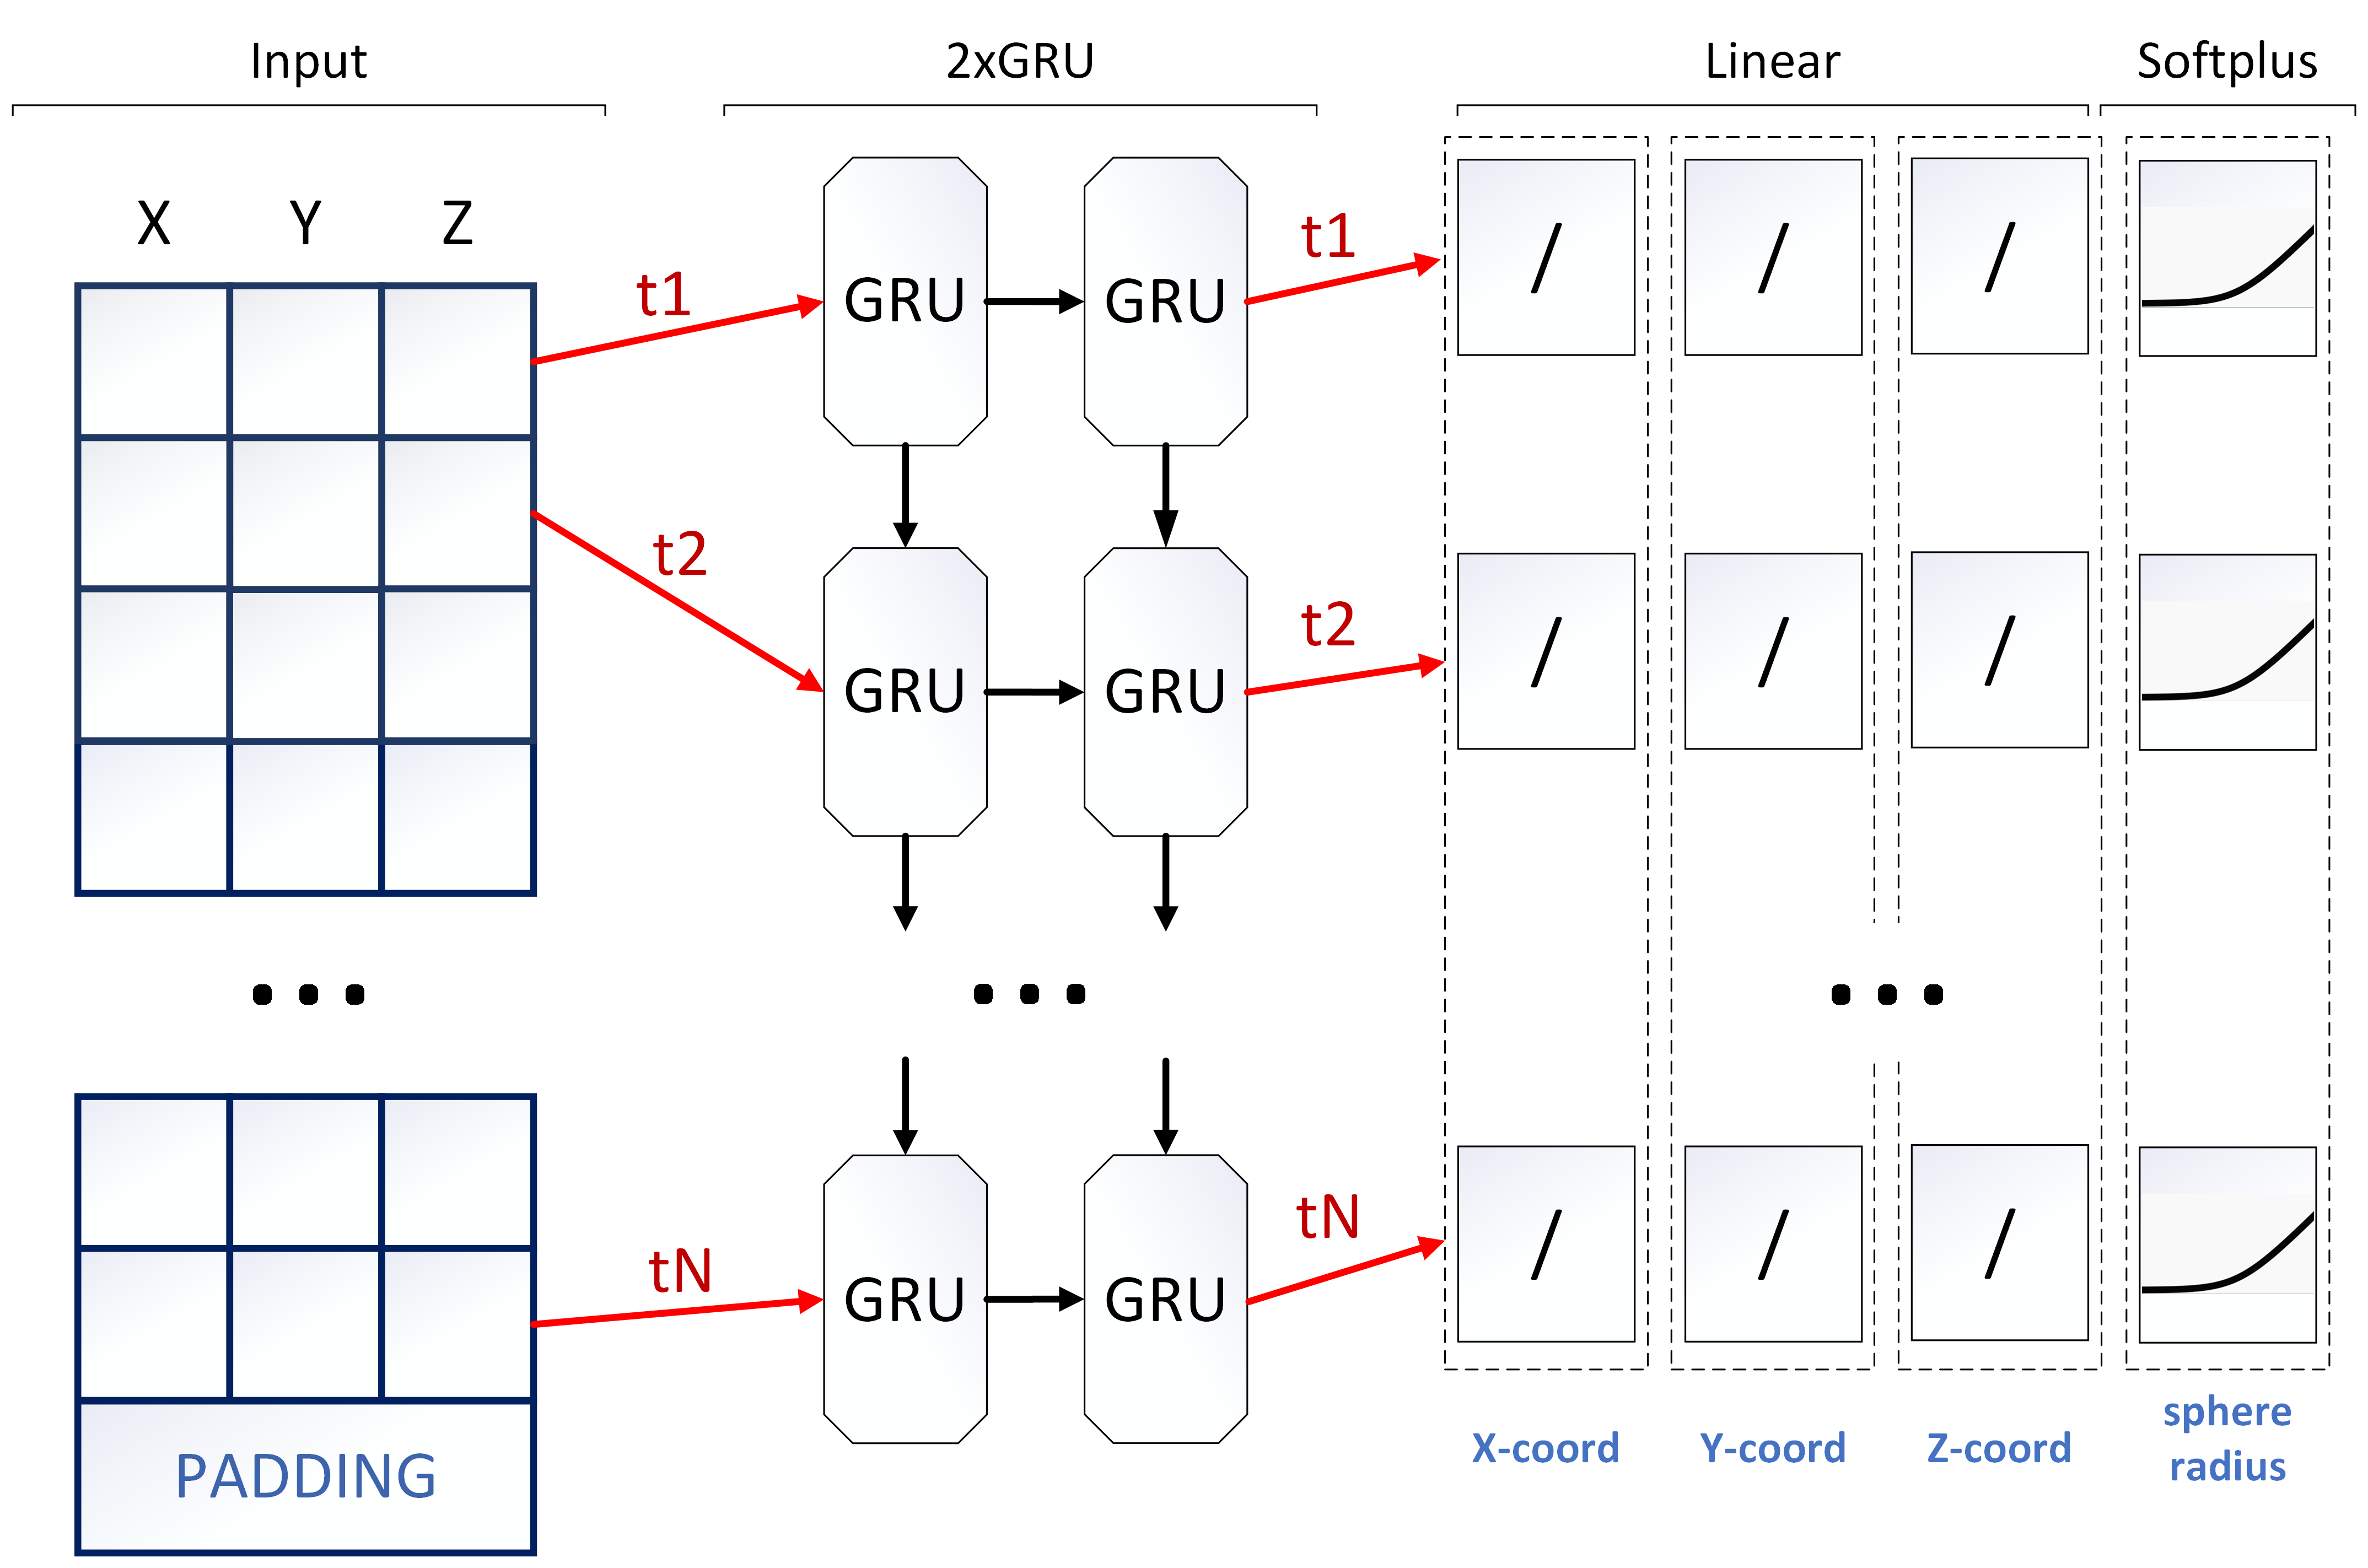 Input
2xGRU
Linear
Softplus
X Y Z
t1
GRU
GRU
t1
t2
GRU
GRU
t2
tN
GRU
GRU
tN
PADDING
X-coord
Y-coord
Z-coord
sphere
radius